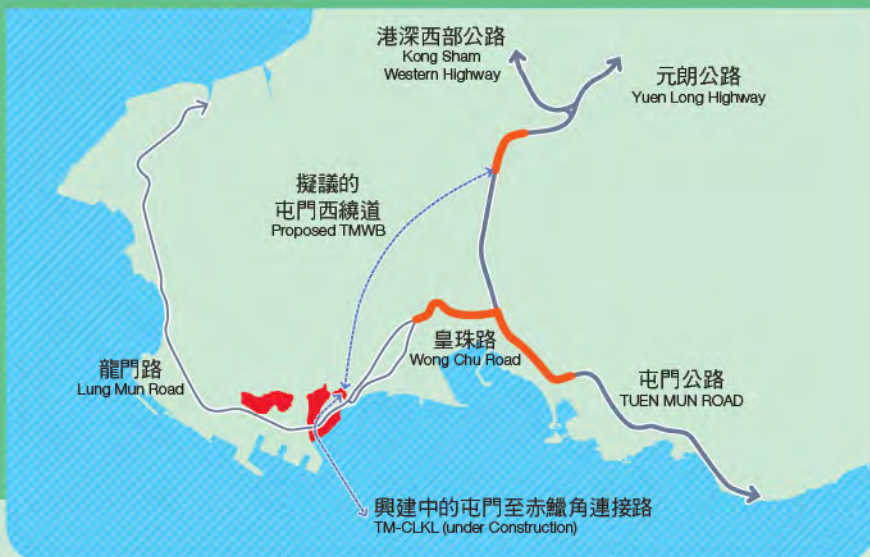 港深西部公路
Kong Sham
Western Highway
元朗公路
Yuen Long Highway
擬議的
屯門西繞道
Proposed TMWB
皇珠路
Wong Chu Road
龍門路
Lung Mun Road
屯門公路
TUEN MUN ROAD
興建中的屯門至赤鱲角連接路
TM-CLKL (under Construction)